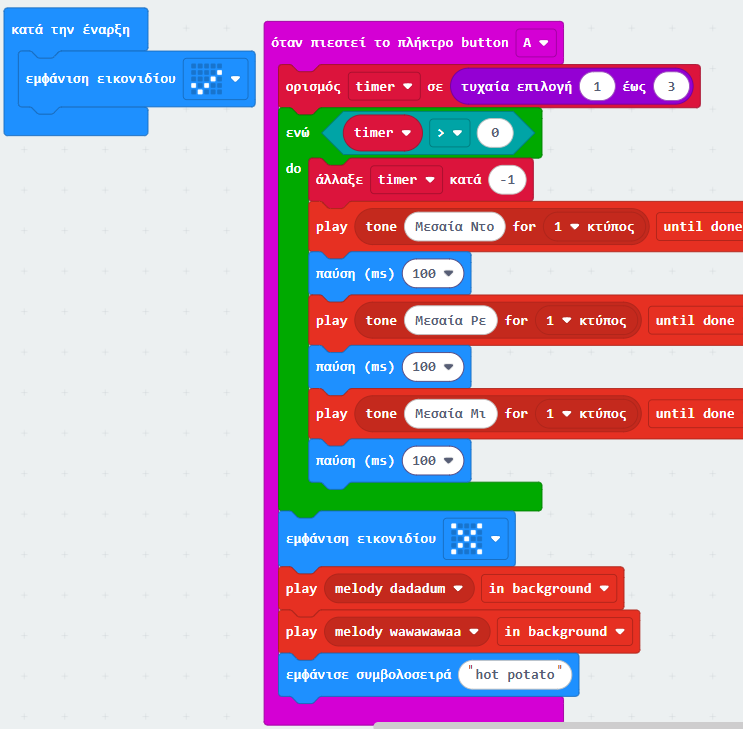 κατά την έναρξη
εμφάνιση εικονιδίου
όταν πιεστεί το πλήκτρο button A
ορισμός timer σε τυχαία επιλογή 1 έως 3
ενώ timer > 0
do
άλλαξε timer κατά -1
play tone Μεσαία Ντο for 1 κτύπος until done
παύση (ms) 100
play tone Μεσαία Ρε for 1 κτύπος until done
παύση (ms) 100
play tone Μεσαία Μι for 1 κτύπος until done
παύση (ms) 100
εμφάνιση εικονιδίου
play melody dadadum in background
play melody wawawawaa in background
εμφάνισε συμβολοσειρά "hot potato"